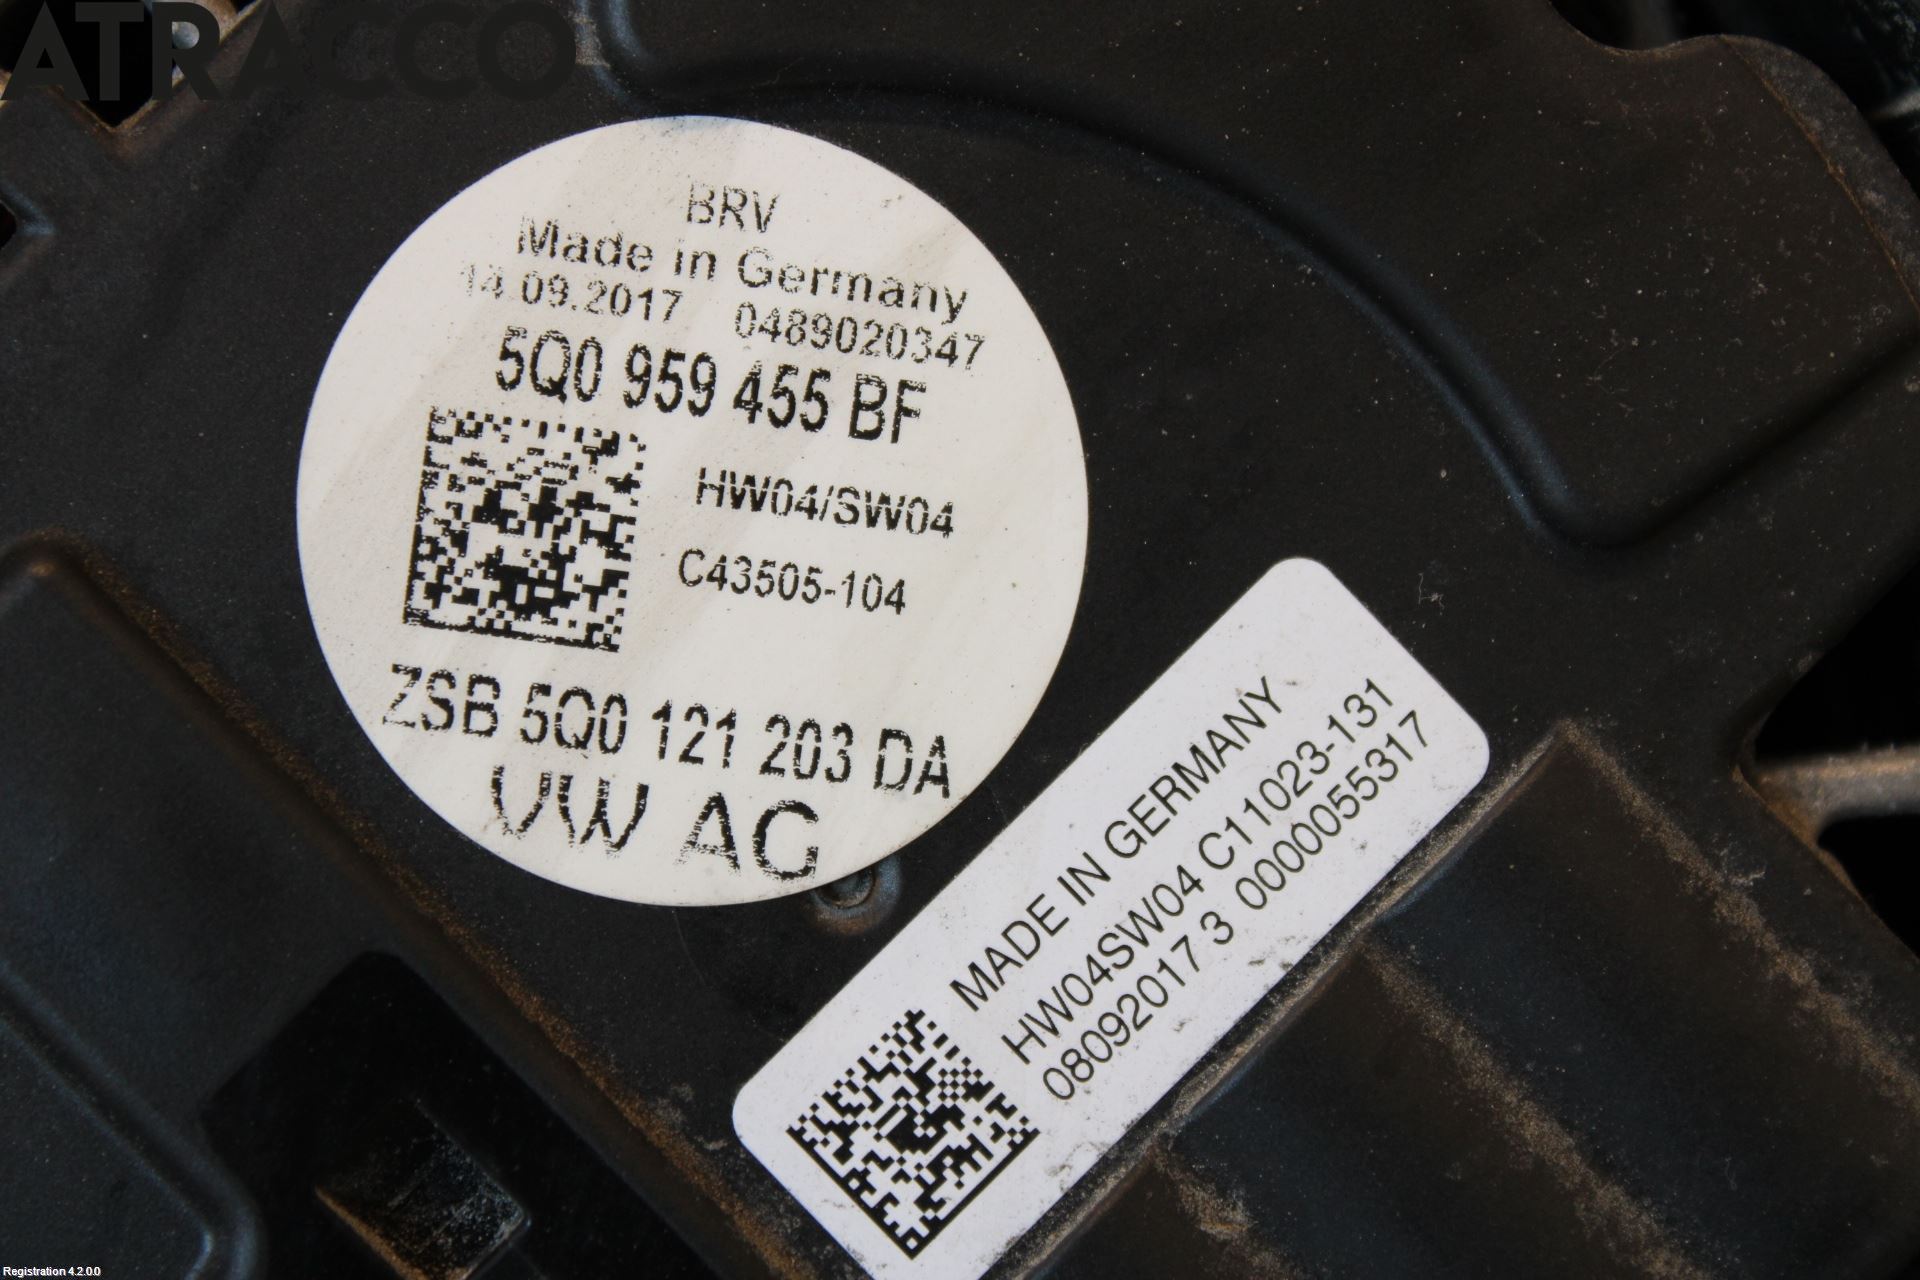 ATRACCO
BRV
Made in Germany
14.09.2017 0489020347
5Q0 959 455 BF
HW04/SW04
C43505-104
ZSB 5Q0 121 203 DA
VW AG
MADE IN GERMANY
HW04SW04 C11023-131
08092017 3 0000055317
Registration 4.2.0.0